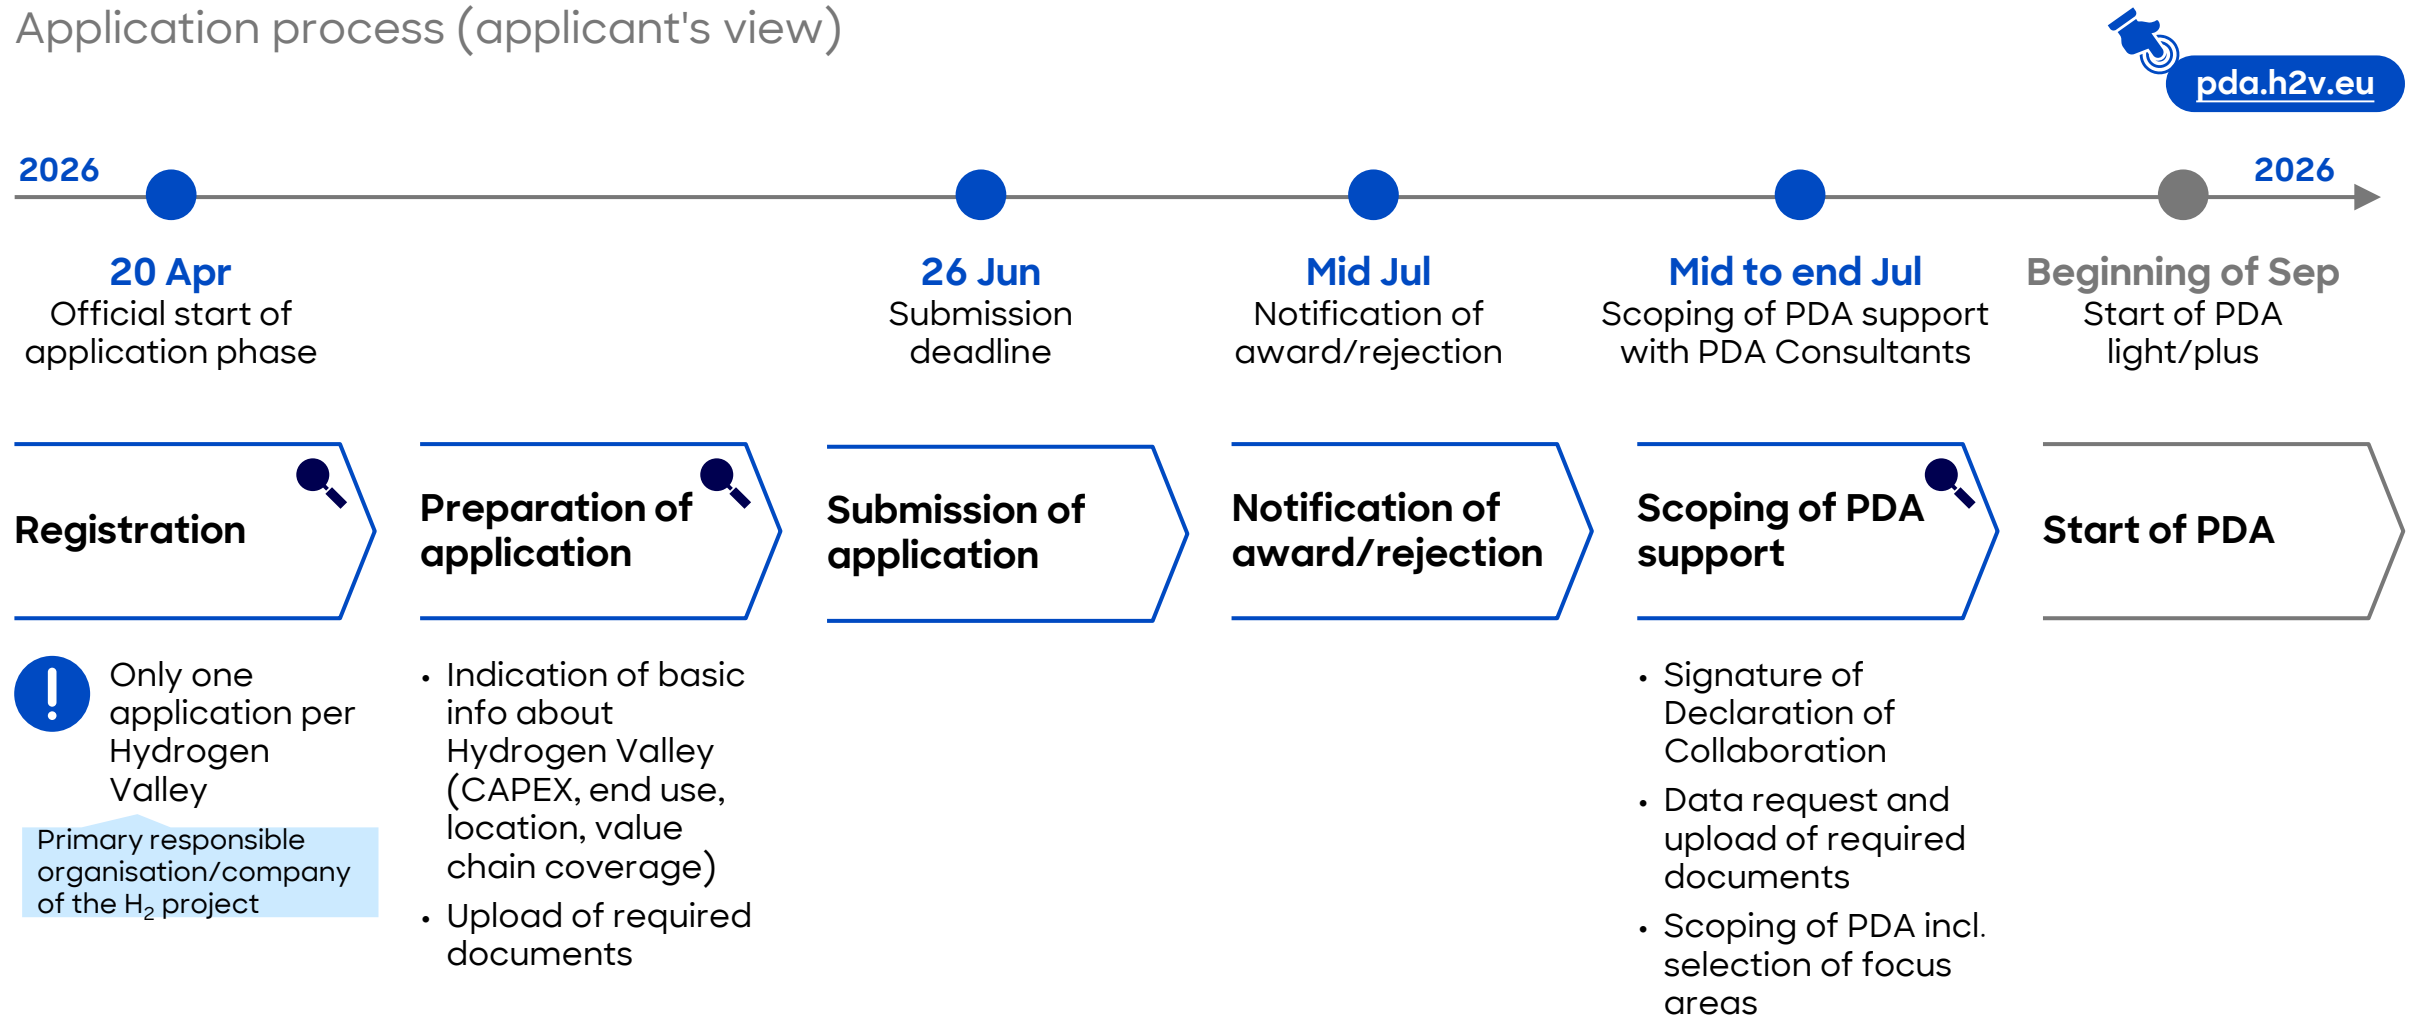 Application process (applicant's view)
pda.h2v.eu
2026
2026
20 Apr
Official start of
application phase
26 Jun
Submission
deadline
Mid Jul
Notification of
award/rejection
Mid to end Jul
Scoping of PDA support
with PDA Consultants
Beginning of Sep
Start of PDA
light/plus
Registration
Preparation of
application
Submission of
application
Notification of
award/rejection
Scoping of PDA
support
Start of PDA
Only one
application per
Hydrogen
Valley
Primary responsible
organisation/company
of the H₂ project
• Indication of basic
info about
Hydrogen Valley
(CAPEX, end use,
location, value
chain coverage)
• Upload of required
documents
• Signature of
Declaration of
Collaboration
• Data request and
upload of required
documents
• Scoping of PDA incl.
selection of focus
areas